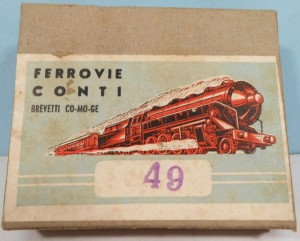 FERROVIE
CONTI
BREVETTI CO-MO-GE
49